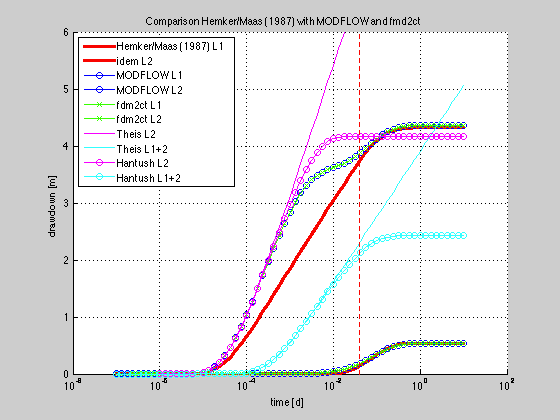 Comparison Hemker/Maas (1987) with MODFLOW and fmd2ct
Hemker/Maas (1987) L1
idem L2
MODFLOW L1
MODFLOW L2
fdm2ct L1
fdm2ct L2
Theis L2
Theis L1+2
Hantush L2
Hantush L1+2
drawdown [m]
6
5
4
3
2
1
0
10^-8
10^-6
10^-4
10^-2
10^0
10^2
time [d]